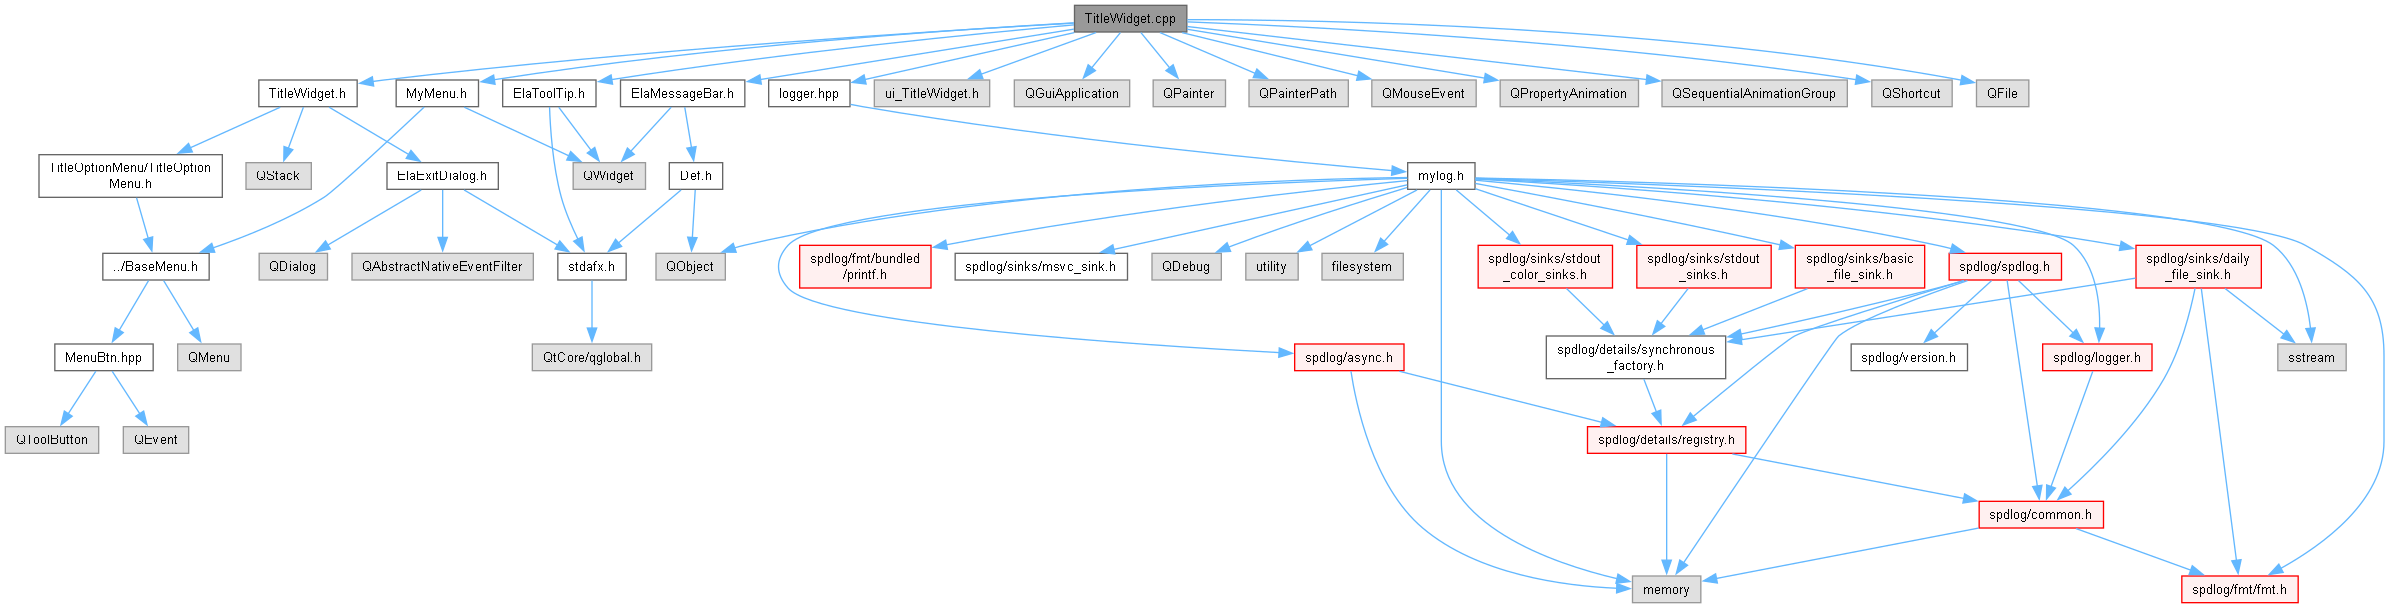 TitleWidget.cpp
TitleWidget.h
MyMenu.h
ElaToolTip.h
ElaMessageBar.h
logger.hpp
ui_TitleWidget.h
QGuiApplication
QPainter
QPainterPath
QMouseEvent
QPropertyAnimation
QSequentialAnimationGroup
QShortcut
QFile
TitleOptionMenu/TitleOption
Menu.h
QStack
ElaExitDialog.h
QWidget
Def.h
mylog.h
../BaseMenu.h
QDialog
QAbstractNativeEventFilter
stdafx.h
QObject
spdlog/fmt/bundled
/printf.h
spdlog/sinks/msvc_sink.h
QDebug
utility
filesystem
spdlog/sinks/stdout
_color_sinks.h
spdlog/sinks/stdout
_sinks.h
spdlog/sinks/basic
_file_sink.h
spdlog/spdlog.h
spdlog/sinks/daily
_file_sink.h
MenuBtn.hpp
QMenu
QtCore/qglobal.h
spdlog/async.h
spdlog/details/synchronous
_factory.h
spdlog/version.h
spdlog/logger.h
sstream
QToolButton
QEvent
spdlog/details/registry.h
spdlog/common.h
memory
spdlog/fmt/fmt.h